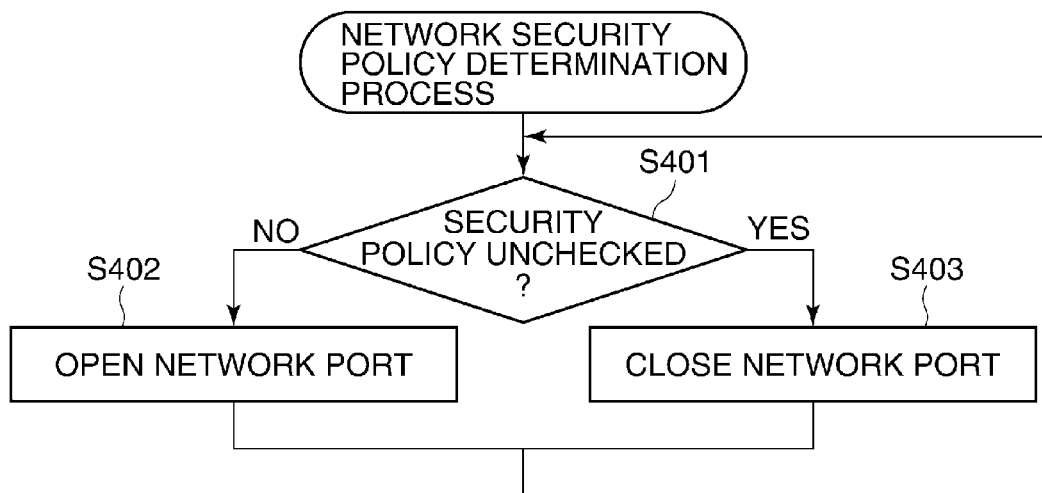 NETWORK SECURITY
POLICY DETERMINATION
PROCESS
S401
SECURITY
POLICY UNCHECKED
?
NO
YES
S402
S403
OPEN NETWORK PORT
CLOSE NETWORK PORT